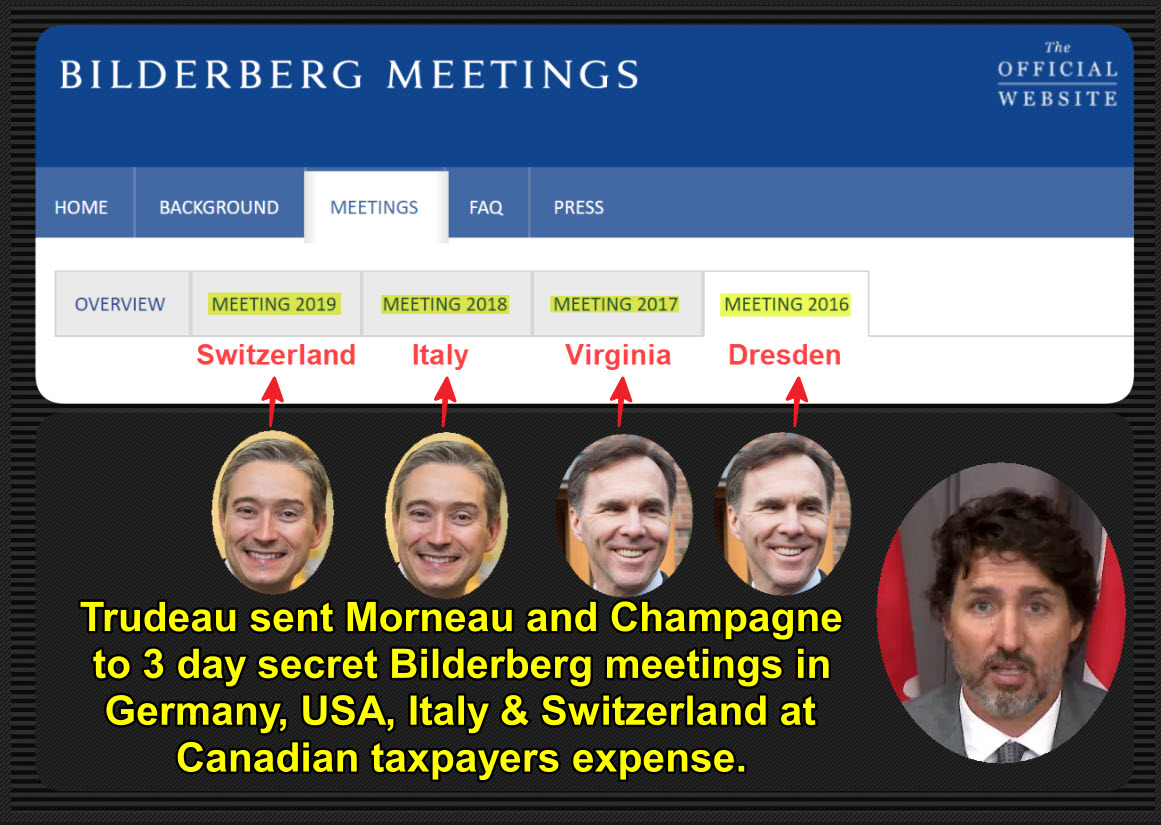 BILDERBERG MEETINGS
The
OFFICIAL
WEBSITE
HOME BACKGROUND MEETINGS FAQ PRESS
OVERVIEW MEETING 2019 MEETING 2018 MEETING 2017 MEETING 2016
Switzerland Italy Virginia Dresden
Trudeau sent Morneau and Champagne
to 3 day secret Bilderberg meetings in
Germany, USA, Italy & Switzerland at
Canadian taxpayers expense.